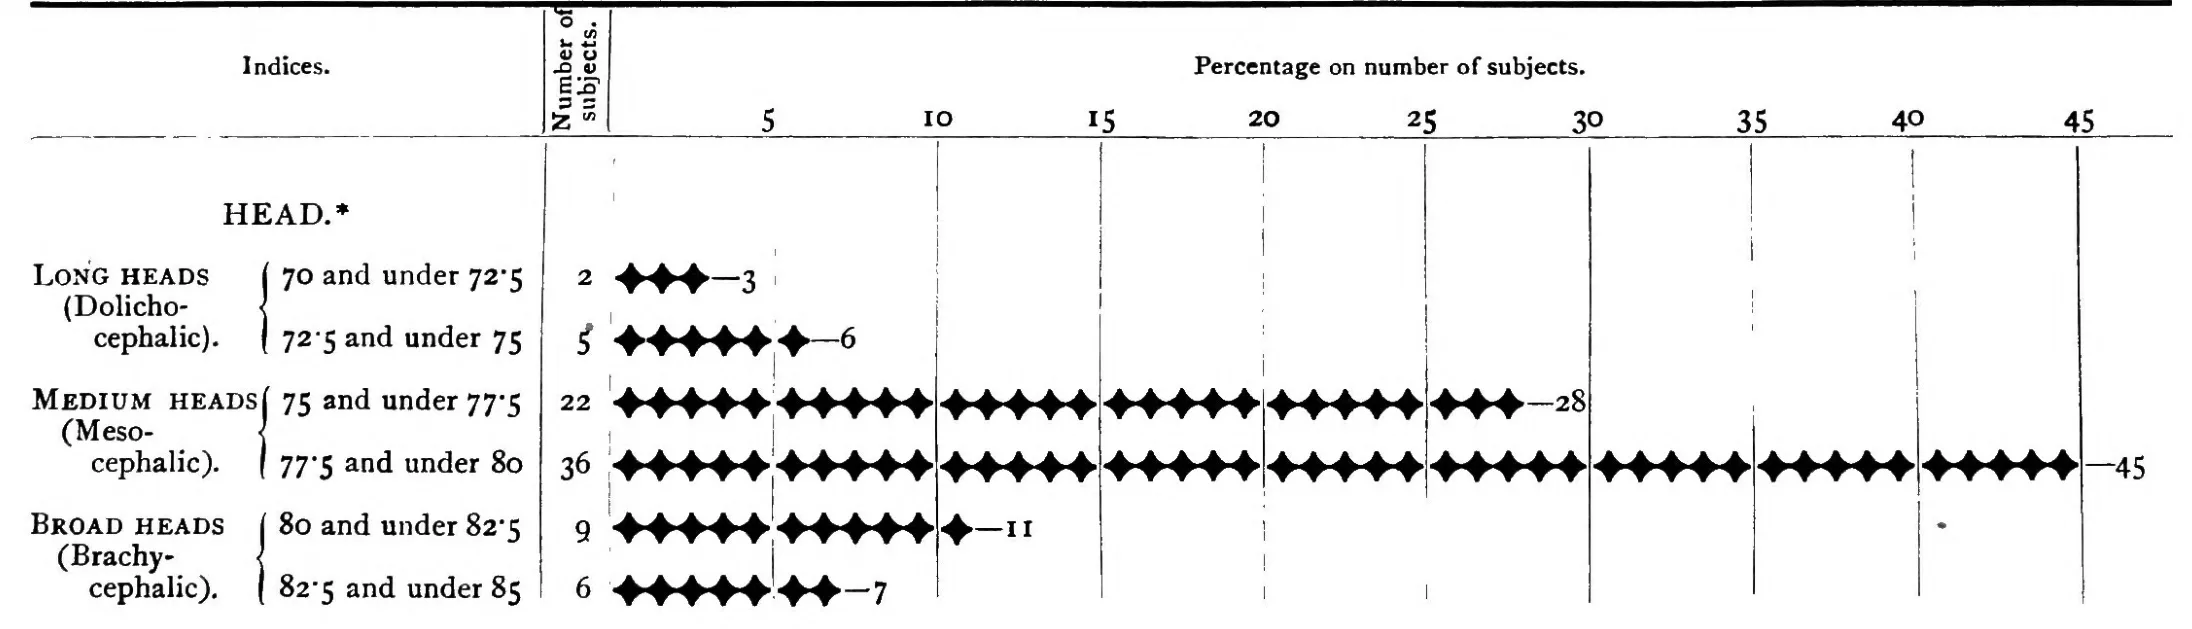 Indices.
Number of
subjects.
Percentage on number of subjects.
5 10 15 20 25 30 35 40 45
HEAD.*
LONG HEADS
(Dolicho-
cephalic).
70 and under 72·5 2 —3
72·5 and under 75 5 —6
MEDIUM HEADS
(Meso-
cephalic).
75 and under 77·5 22 —28
77·5 and under 80 36 —45
BROAD HEADS
(Brachy-
cephalic).
80 and under 82·5 9 —11
82·5 and under 85 6 —7